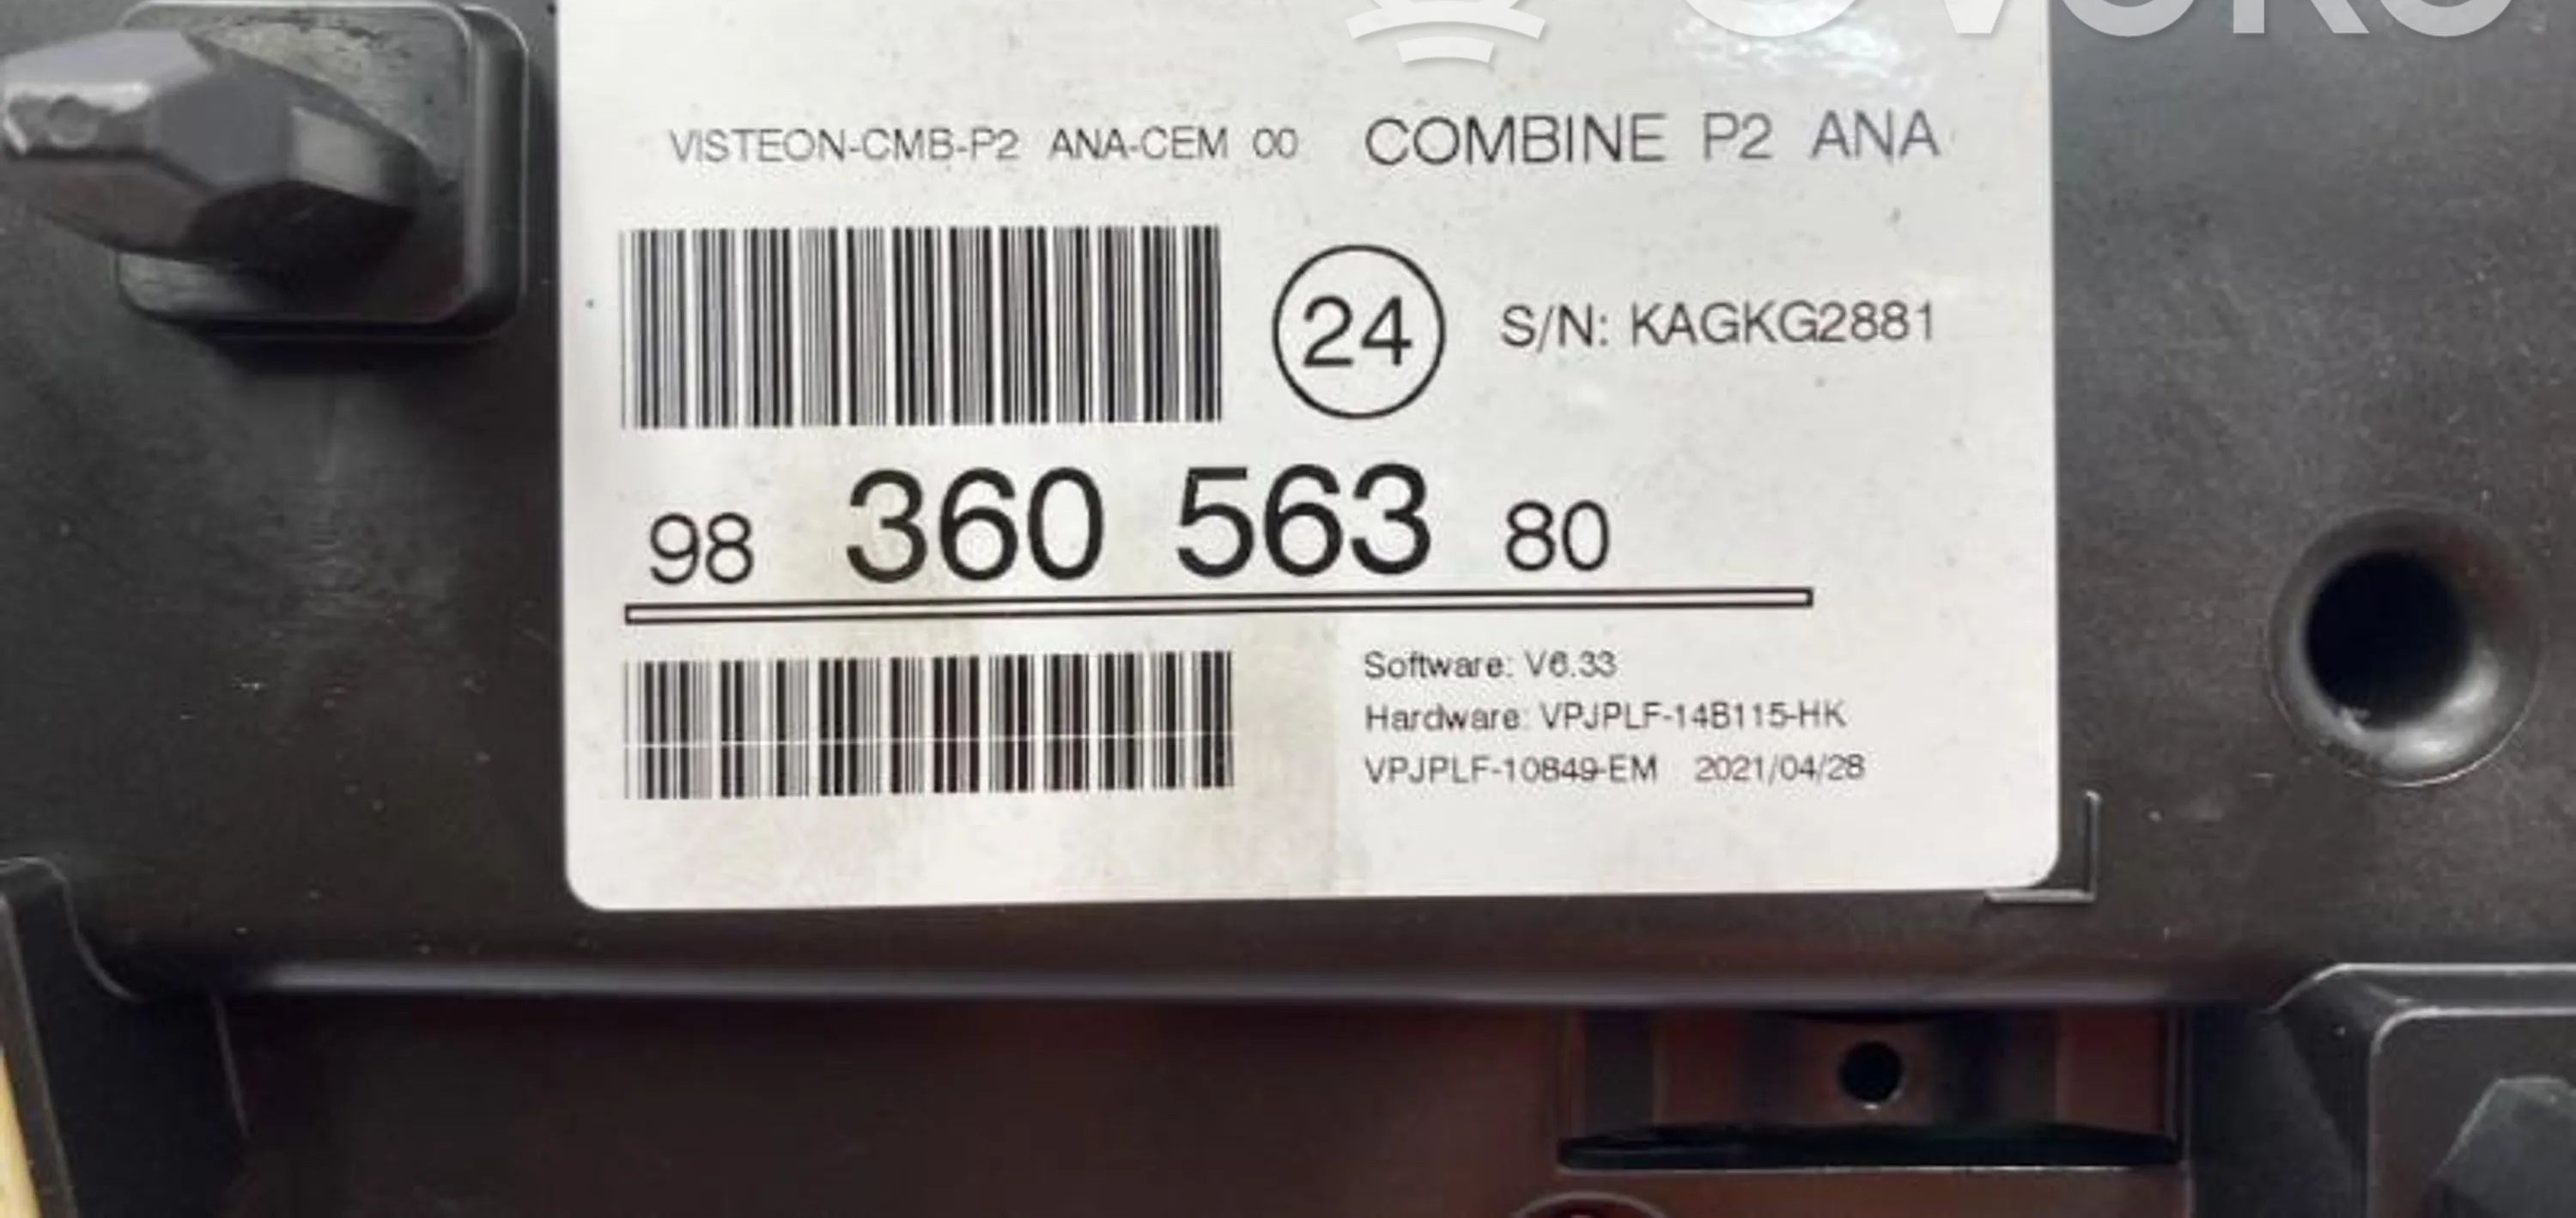 VISTEON-CMB-P2 ANA-CEM 00 COMBINE P2 ANA
24 S/N: KAGKG2881
98 360 563 80
Software: V6.33
Hardware: VPJPLF-14B115-HK
VPJPLF-10849-EM 2021/04/28